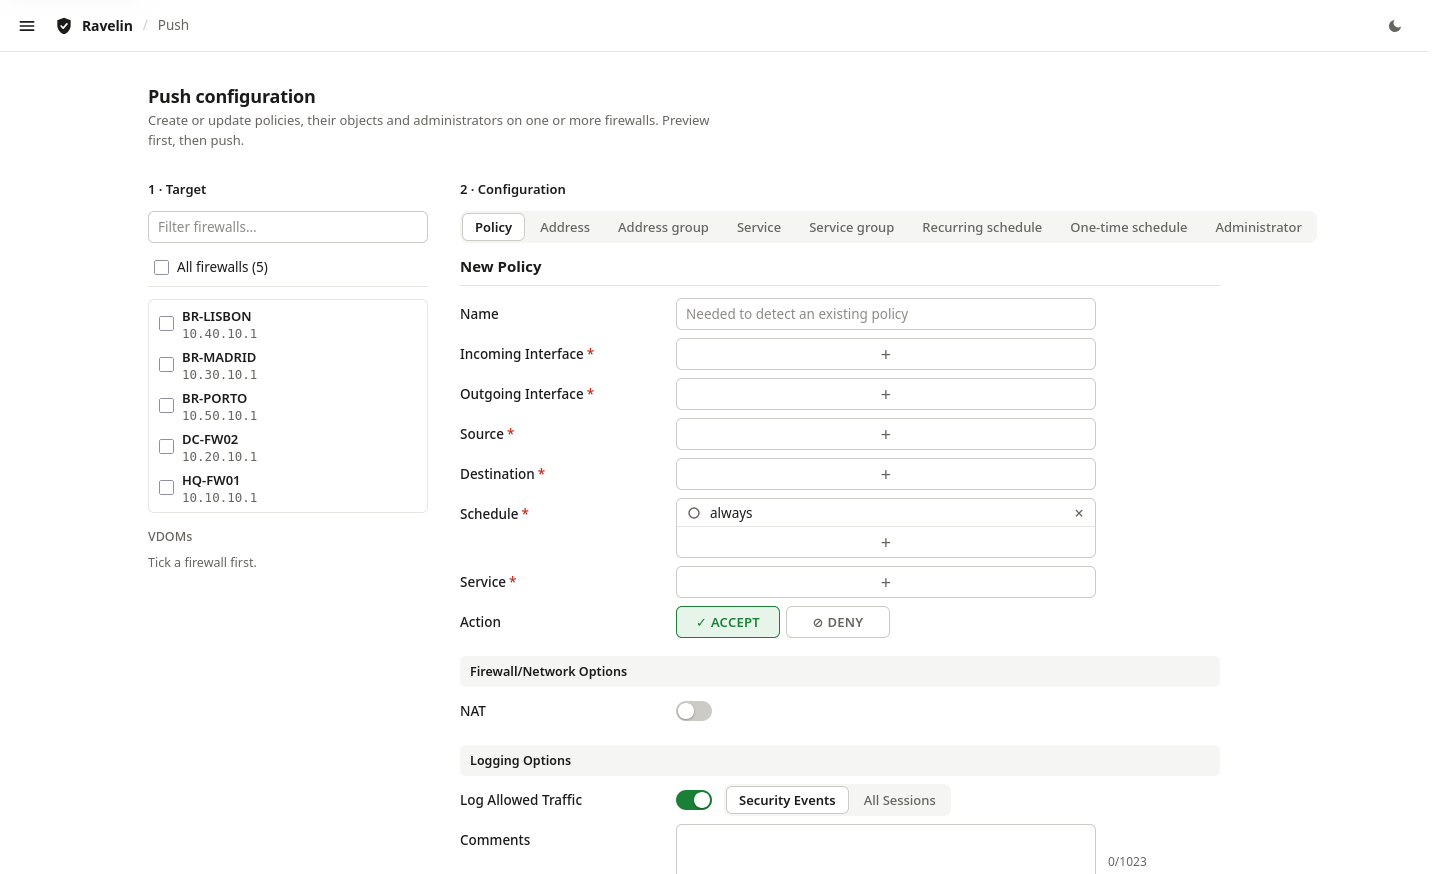 Ravelin / Push
Push configuration
Create or update policies, their objects and administrators on one or more firewalls. Preview
first, then push.
1 · Target
Filter firewalls...
All firewalls (5)
BR-LISBON
10.40.10.1
BR-MADRID
10.30.10.1
BR-PORTO
10.50.10.1
DC-FW02
10.20.10.1
HQ-FW01
10.10.10.1
VDOMs
Tick a firewall first.
2 · Configuration
Policy Address Address group Service Service group Recurring schedule One-time schedule Administrator
New Policy
Name Needed to detect an existing policy
Incoming Interface * +
Outgoing Interface * +
Source * +
Destination * +
Schedule * always ×
+
Service * +
Action ✓ ACCEPT ⊘ DENY
Firewall/Network Options
NAT
Logging Options
Log Allowed Traffic Security Events All Sessions
Comments
0/1023